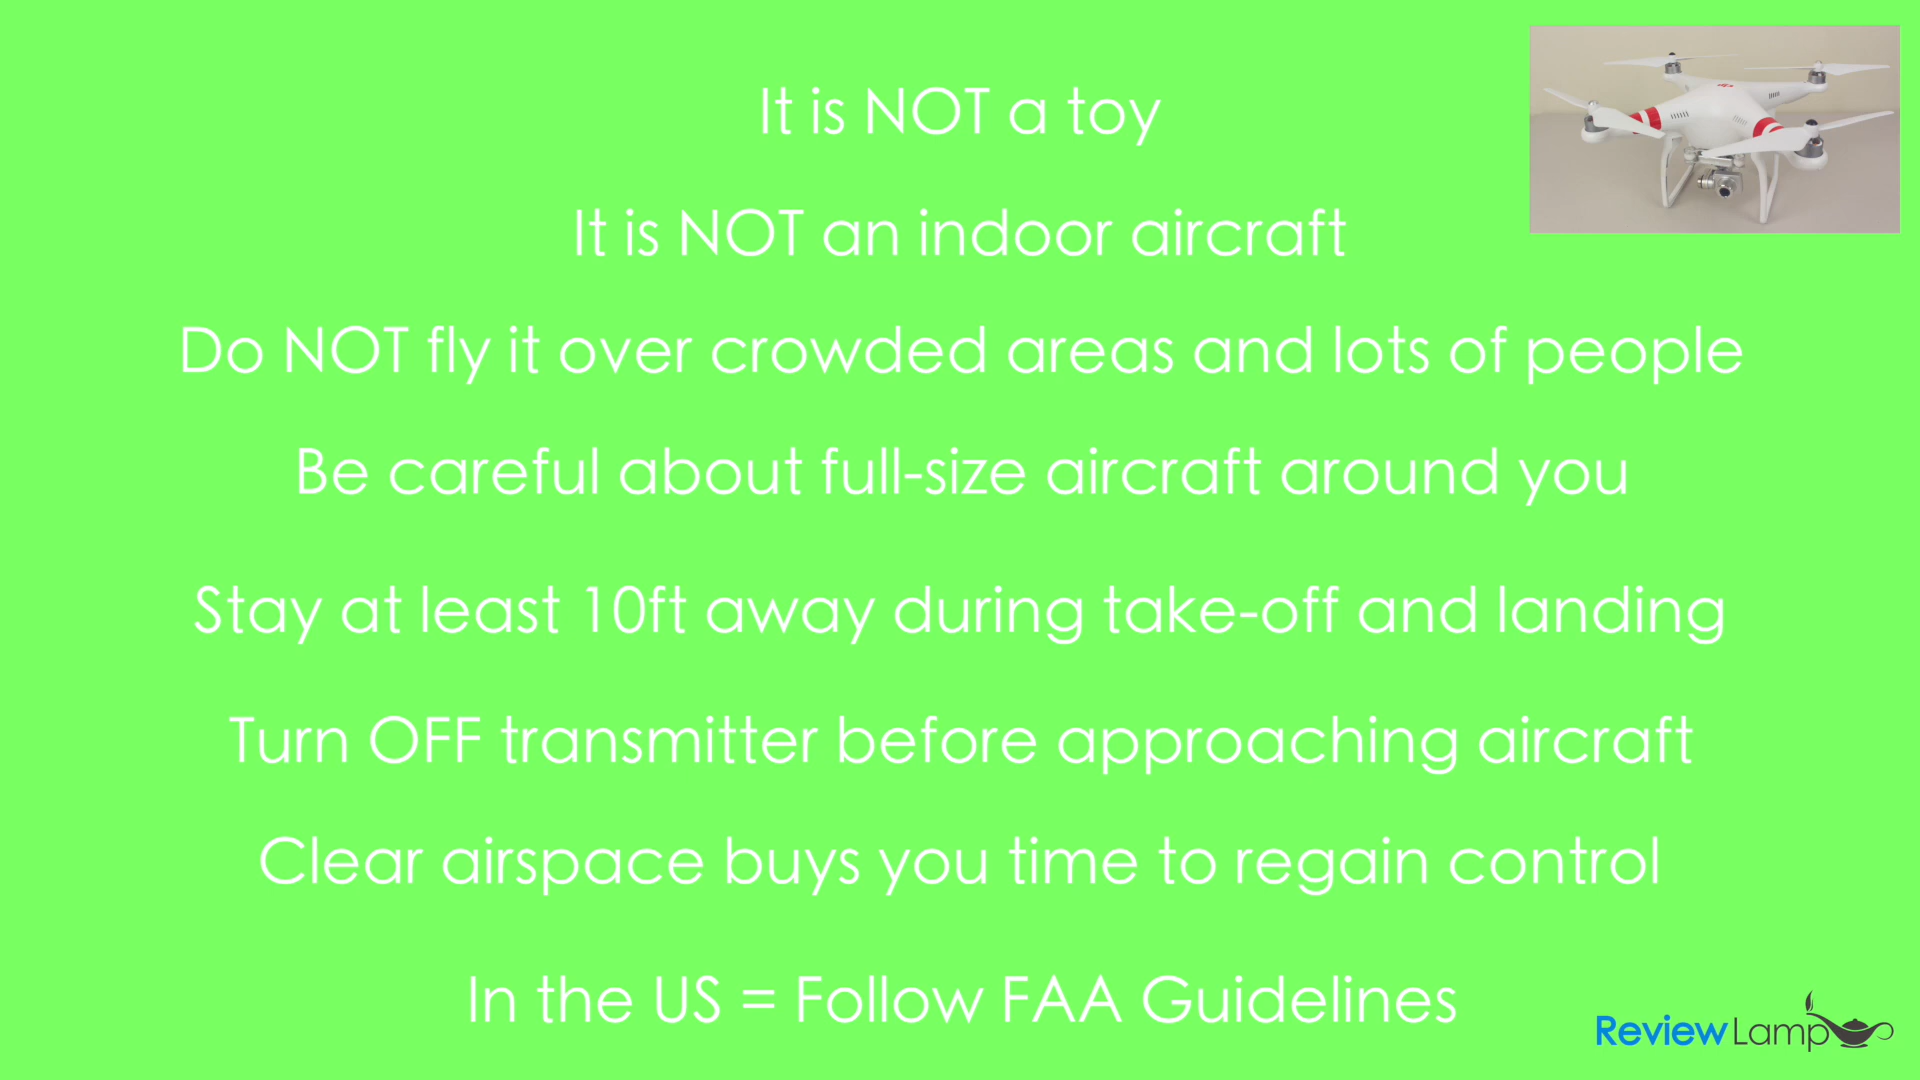 It is NOT a toy
It is NOT an indoor aircraft
Do NOT fly it over crowded areas and lots of people
Be careful about full-size aircraft around you
Stay at least 10ft away during take-off and landing
Turn OFF transmitter before approaching aircraft
Clear airspace buys you time to regain control
In the US = Follow FAA Guidelines
ReviewLamp